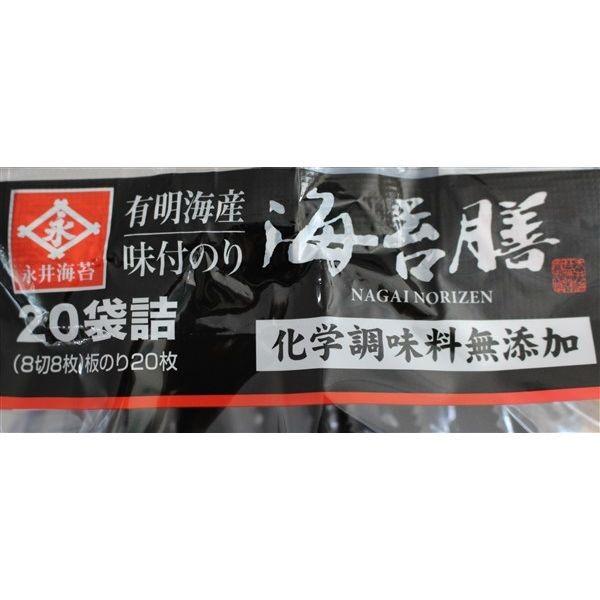 永
永井海苔
有明海産
味付のり
海苔膳
NAGAI NORIZEN
20袋詰
(8切8枚)板のり20枚
化学調味料無添加